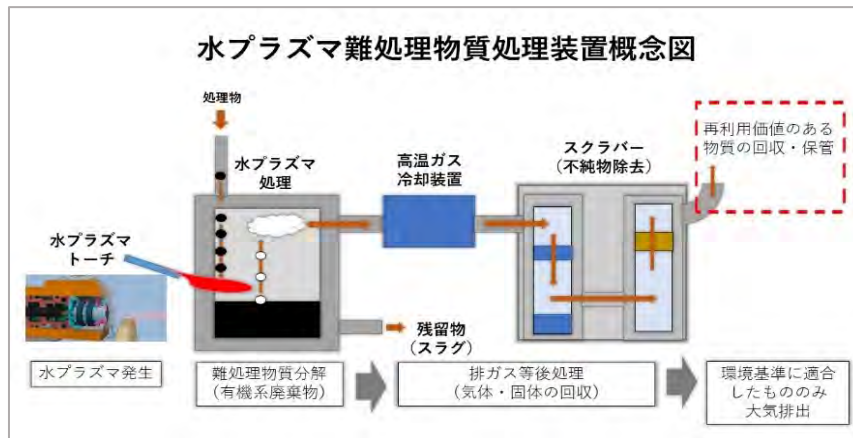 水プラズマ難処理物質処理装置概念図
処理物
水プラズマ
処理
高温ガス
冷却装置
スクラバー
(不純物除去)
再利用価値のある
物質の回収・保管
水プラズマ
トーチ
残留物
(スラグ)
水プラズマ発生
難処理物質分解
(有機系廃棄物)
排ガス等後処理
(気体・固体の回収)
環境基準に適合
したもののみ
大気排出